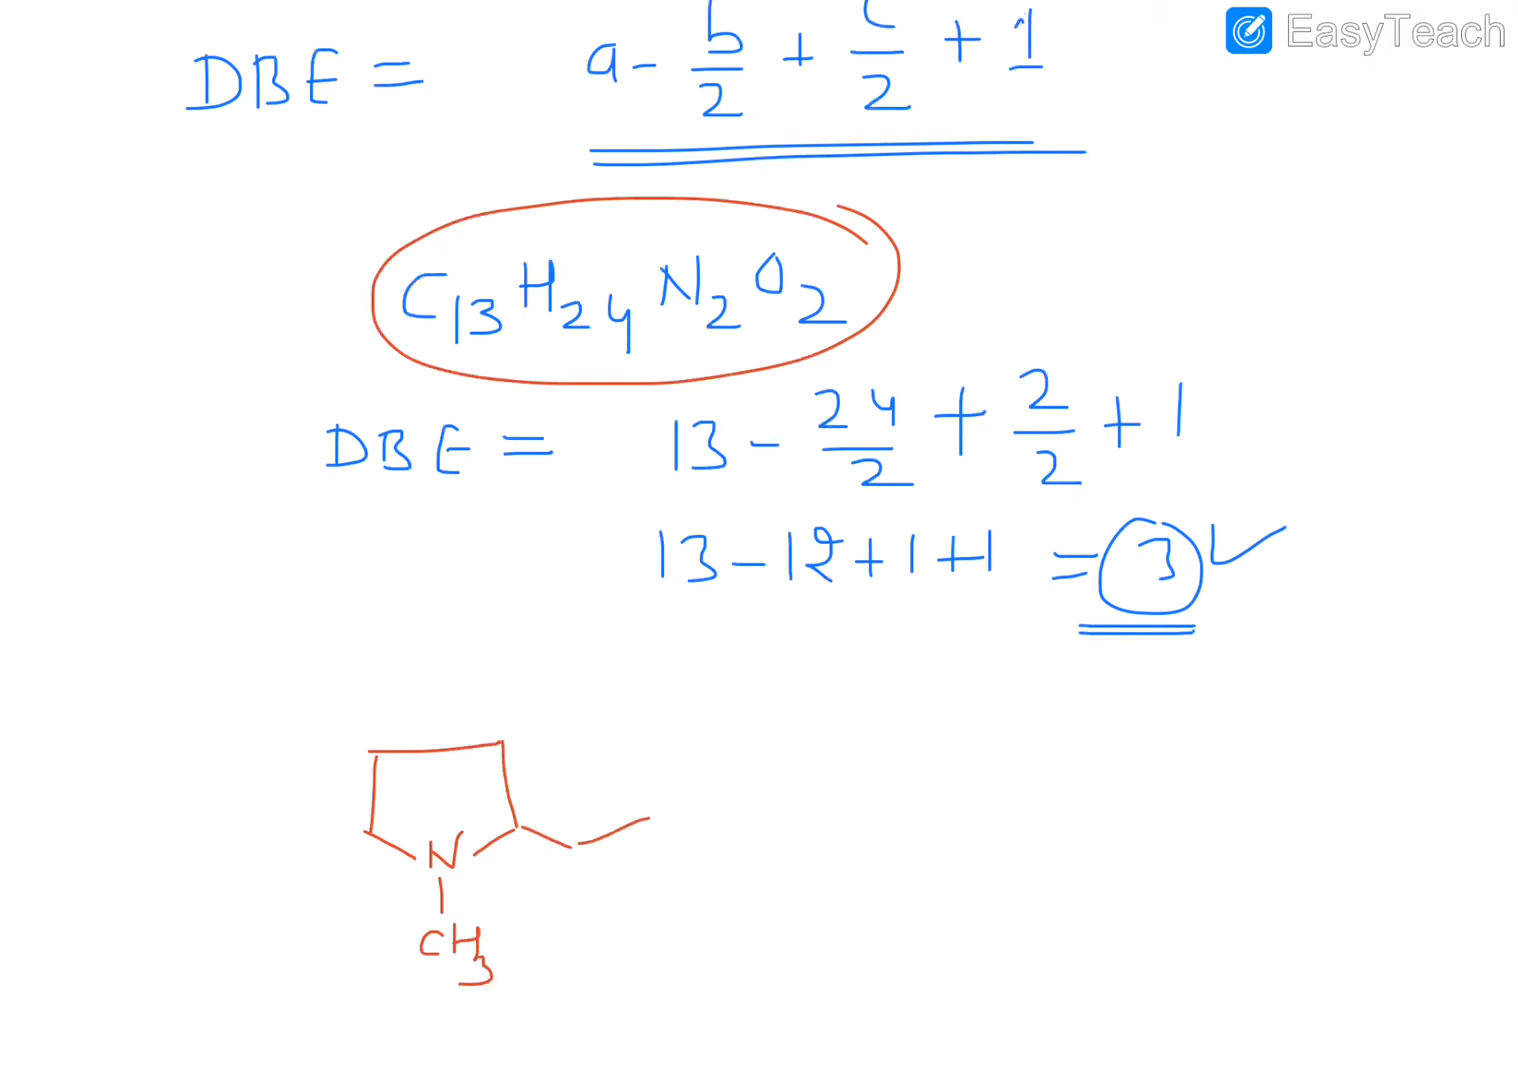 EasyTeach
DBE = a - b/2 + c/2 + 1
C₁₃H₂₄N₂O₂
DBE = 13 - 24/2 + 2/2 + 1
13 - 12 + 1 + 1 = 3 ✓
N
CH₃